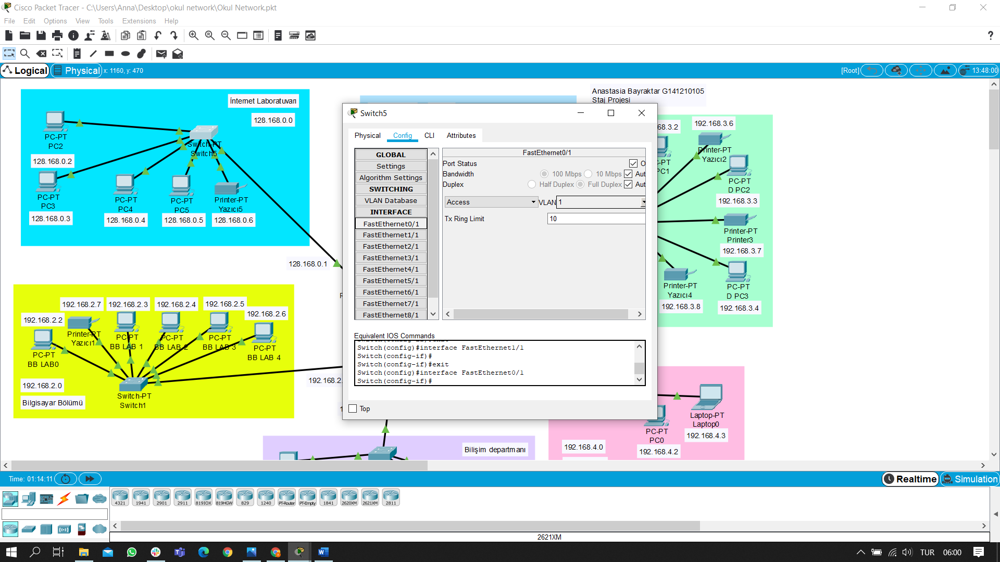 Cisco Packet Tracer - C:\Users\Anna\Desktop\okul network\Okul Network.pkt
File Edit Options View Tools Extensions Help
?
Logical Physical x: 1160, y: 470
[Root] 13:48:00
İnternet Laboratuvarı
128.168.0.0
PC-PT
PC2
128.168.0.2
Switch-PT
Switch5
PC-PT
PC3
128.168.0.3
PC-PT
PC4
128.168.0.4
PC-PT
PC5
128.168.0.5
Printer-PT
Yazıcı5
128.168.0.6
128.168.0.1
192.168.2.7
192.168.2.3
192.168.2.4
192.168.2.5
192.168.2.6
192.168.2.2
Printer-PT
Yazıcı1
PC-PT
BB LAB 1
PC-PT
BB LAB 2
PC-PT
BB LAB 3
PC-PT
BB LAB 4
PC-PT
BB LAB0
192.168.2.0
Switch-PT
Switch1
Bilgisayar Bölümü
192.168.2.
Bilişim departmanı
Anastasia Bayraktar G141210105
Staj Projesi
68.3.2
192.168.3.6
Printer-PT
Yazıcı2
-PT
PC1
PC-PT
D PC2
192.168.3.3
Printer-PT
Printer3
192.168.3.7
Printer-PT
Yazıcı4
192.168.3.8
PC-PT
D PC3
192.168.3.4
Laptop-PT
Laptop0
192.168.4.3
PC-PT
PC0
192.168.4.2
192.168.4.0
Switch5
Physical Config CLI Attributes
GLOBAL
Settings
Algorithm Settings
SWITCHING
VLAN Database
INTERFACE
FastEthernet0/1
FastEthernet1/1
FastEthernet2/1
FastEthernet3/1
FastEthernet4/1
FastEthernet5/1
FastEthernet6/1
FastEthernet7/1
FastEthernet8/1
FastEthernet0/1
Port Status O
Bandwidth 100 Mbps 10 Mbps Aut
Duplex Half Duplex Full Duplex Aut
Access VLAN 1
Tx Ring Limit 10
Equivalent IOS Commands
Switch(config)#interface FastEthernet1/1
Switch(config-if)#
Switch(config-if)#exit
Switch(config)#interface FastEthernet0/1
Switch(config-if)#
Top
Time: 01:14:11
Realtime Simulation
4321 1941 2901 2911 819IOX 819HGW 829 1240 PT-Router PT-Empty 1841 2620XM 2621XM 2811
2621XM
TUR 06:00